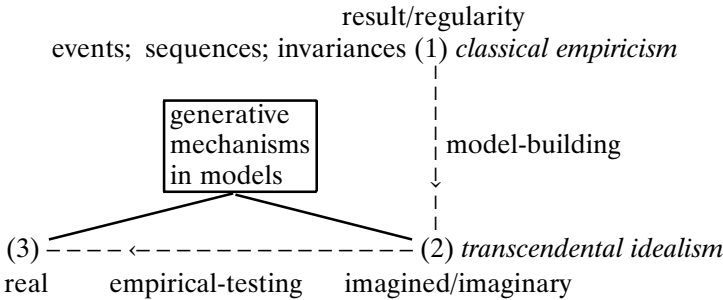 result/regularity
events; sequences; invariances (1) classical empiricism
generative
mechanisms
in models
model-building
(3) (2) transcendental idealism
real empirical-testing imagined/imaginary